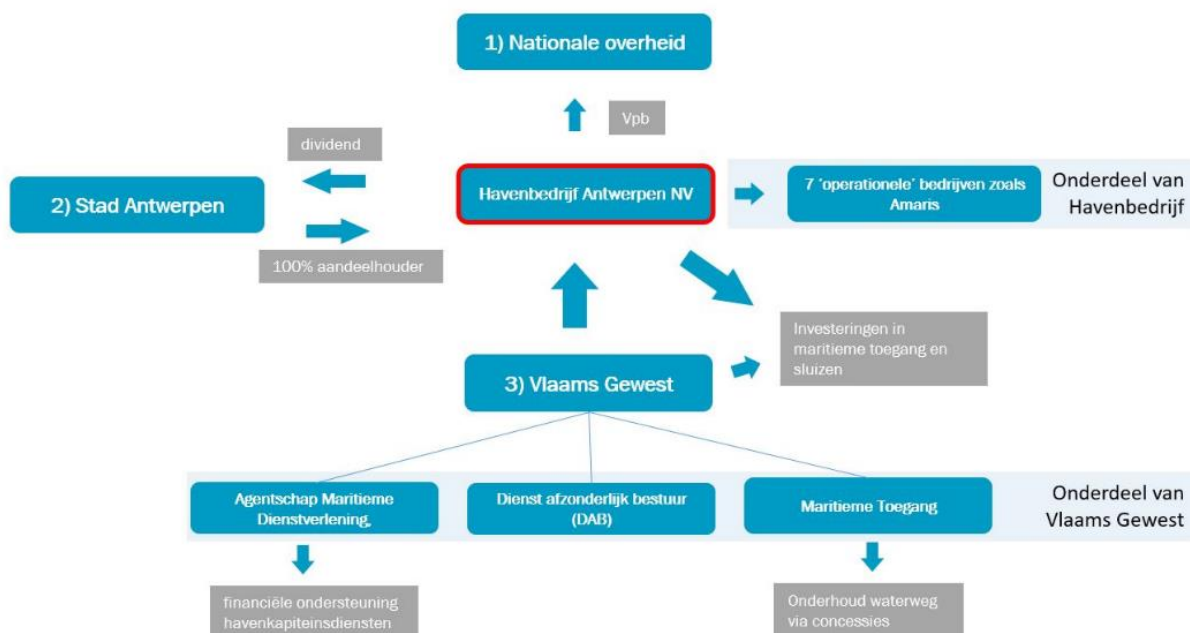 1) Nationale overheid
Vpb
dividend
2) Stad Antwerpen
Havenbedrijf Antwerpen NV
7 'operationele' bedrijven zoals
Amaris
Onderdeel van
Havenbedrijf
100% aandeelhouder
Investeringen in
maritieme toegang en
sluizen
3) Vlaams Gewest
Agentschap Maritieme
Dienstverlening,
Dienst afzonderlijk bestuur
(DAB)
Maritieme Toegang
Onderdeel van
Vlaams Gewest
financiële ondersteuning
havenkapiteinsdiensten
Onderhoud waterweg
via concessies